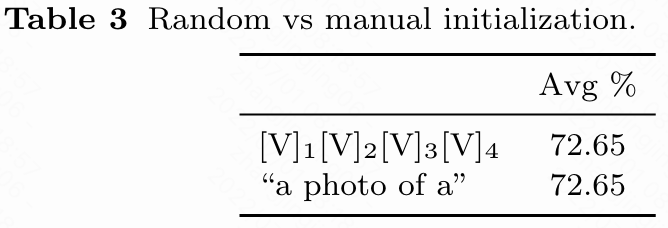 Table 3 Random vs manual initialization.
Avg %
[V]₁[V]₂[V]₃[V]₄ 72.65
“a photo of a” 72.65